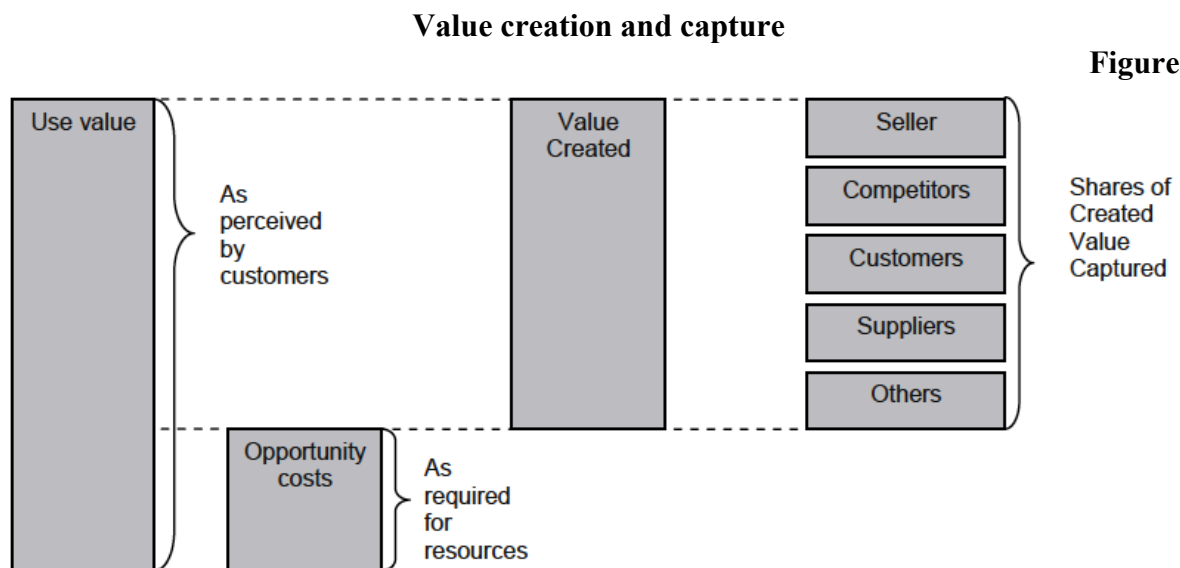 Value creation and capture
Figure
Use value
As
perceived
by
customers
Opportunity
costs
As
required
for
resources
Value
Created
Seller
Competitors
Customers
Suppliers
Others
Shares of
Created
Value
Captured